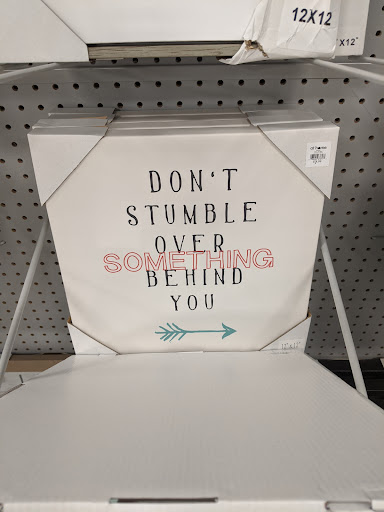 12X12
X12"
DON'T
STUMBLE
OVER
SOMETHING
BEHIND
YOU